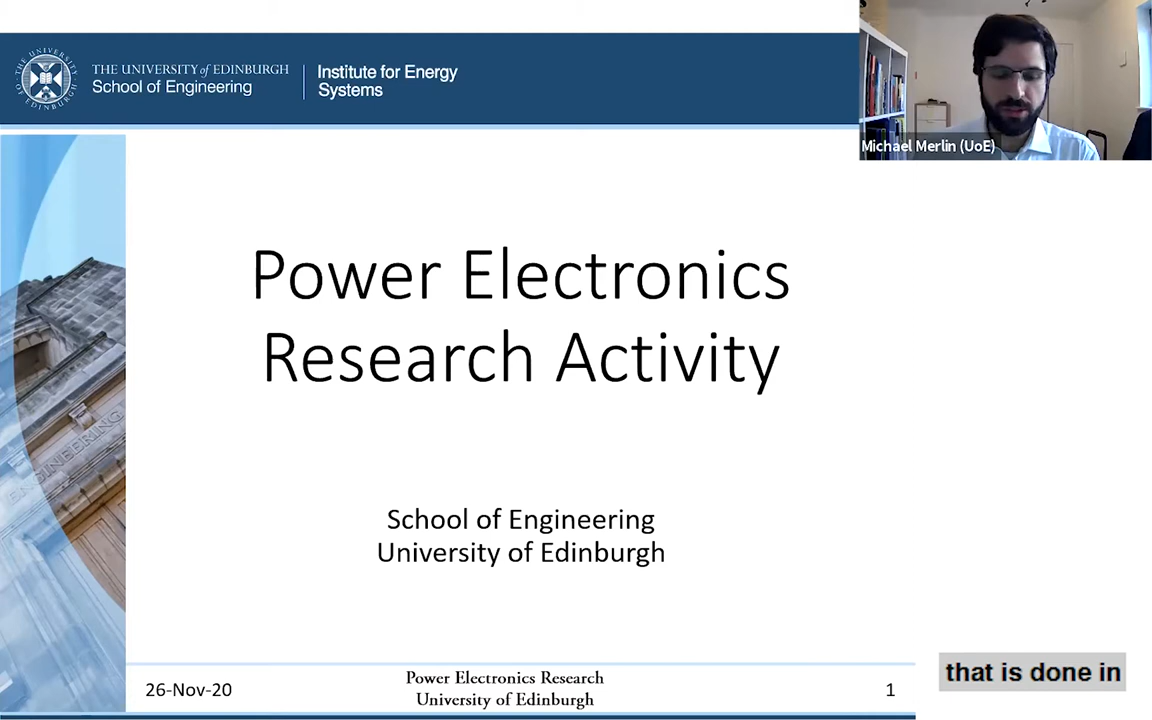 THE UNIVERSITY of EDINBURGH
School of Engineering
Institute for Energy
Systems
Michael Merlin (UoE)
Power Electronics
Research Activity
ENGINEERING
School of Engineering
University of Edinburgh
26-Nov-20
Power Electronics Research
University of Edinburgh
1
that is done in